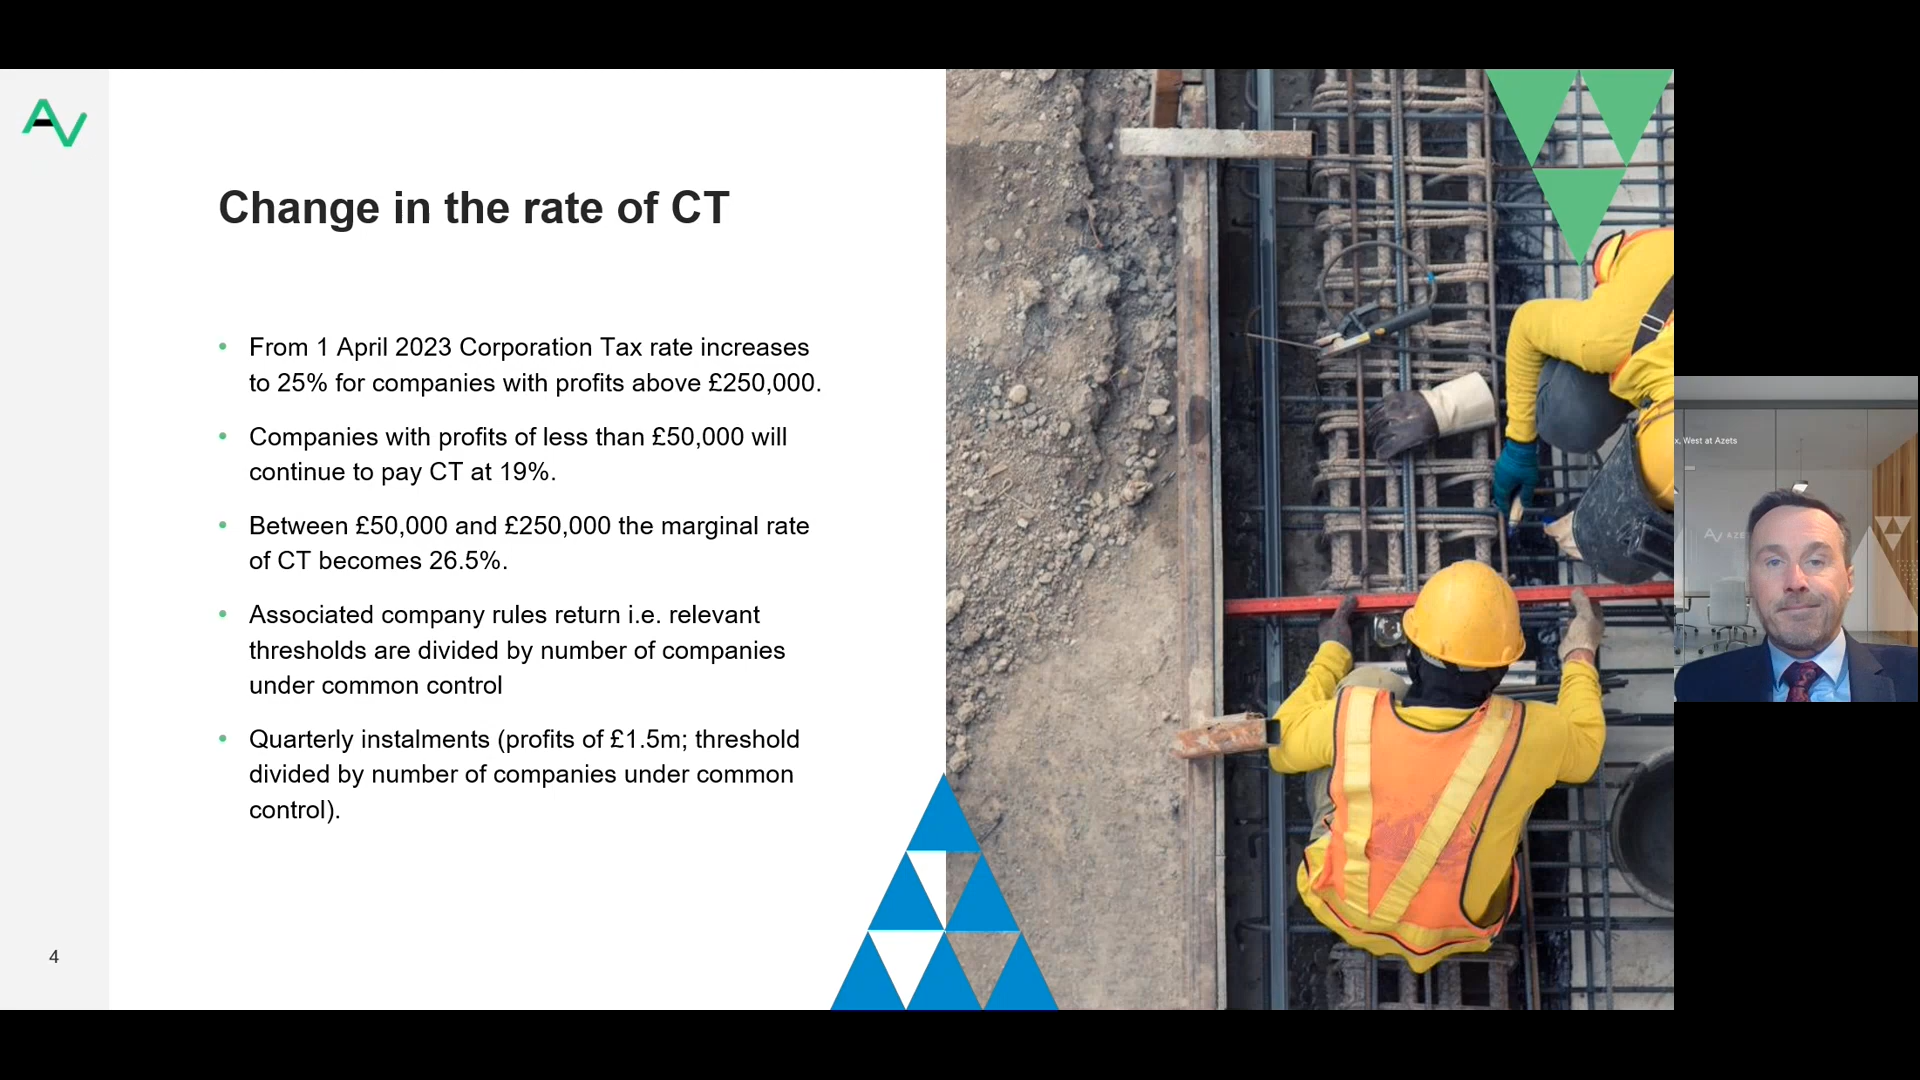 Change in the rate of CT
• From 1 April 2023 Corporation Tax rate increases
to 25% for companies with profits above £250,000.
• Companies with profits of less than £50,000 will
continue to pay CT at 19%.
• Between £50,000 and £250,000 the marginal rate
of CT becomes 26.5%.
• Associated company rules return i.e. relevant
thresholds are divided by number of companies
under common control
• Quarterly instalments (profits of £1.5m; threshold
divided by number of companies under common
control).
4
x, West at Azets
AZE